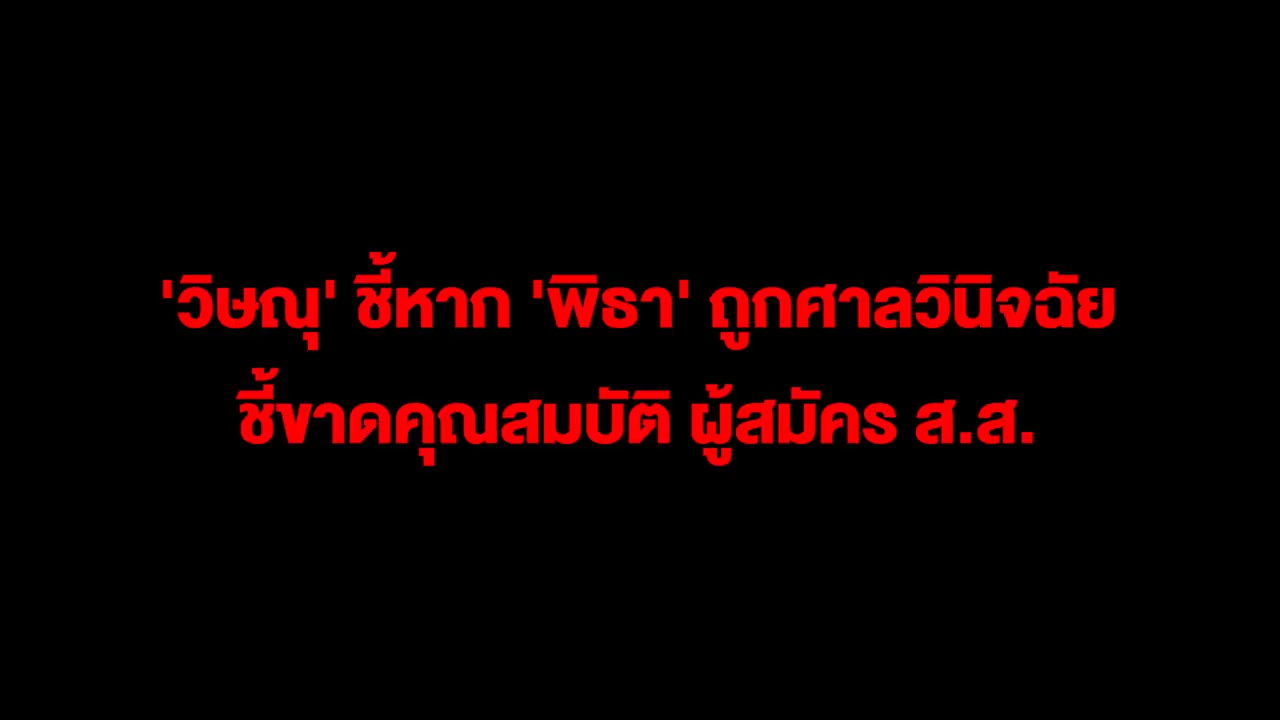 'วิษณุ' ชี้หาก 'พิธา' ถูกศาลวินิจฉัย
ชี้ขาดคุณสมบัติ ผู้สมัคร ส.ส.